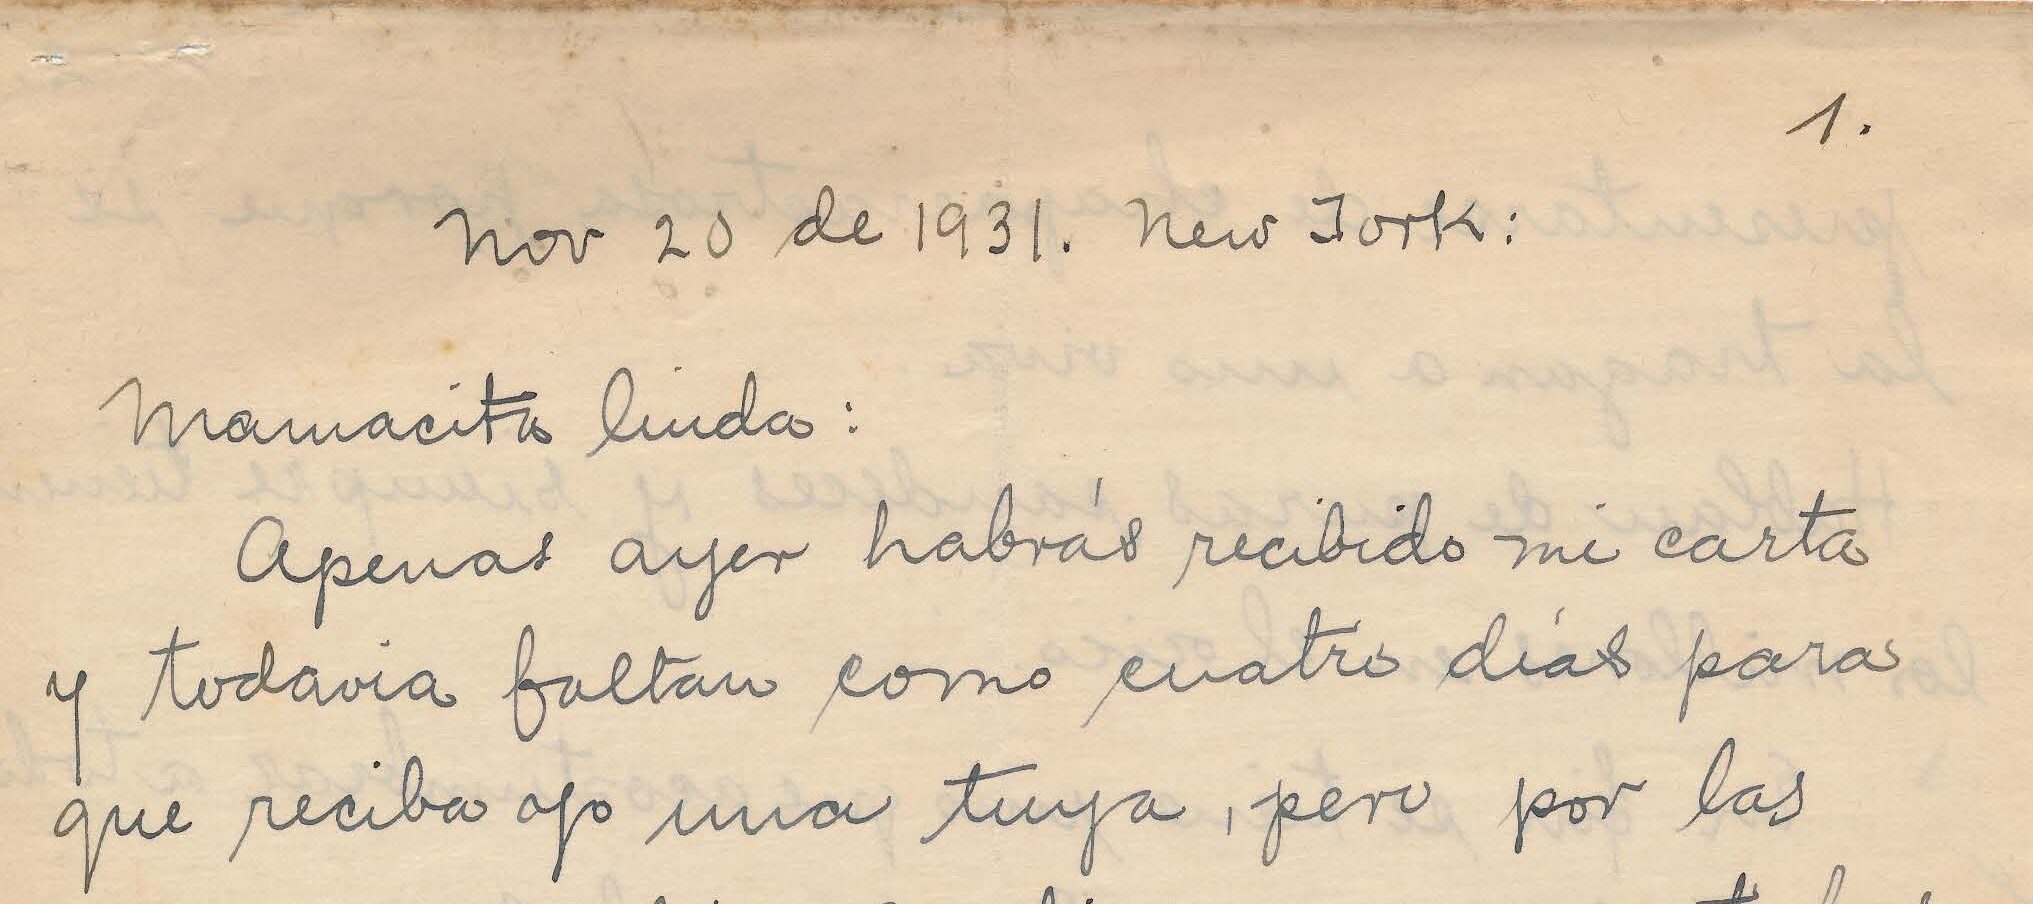 1.
Nov 20 de 1931. New York:
Mamacita linda:
Apenas ayer habrás recibido mi carta
y todavia faltan como cuatro días para
que reciba yo una tuya, pero por las